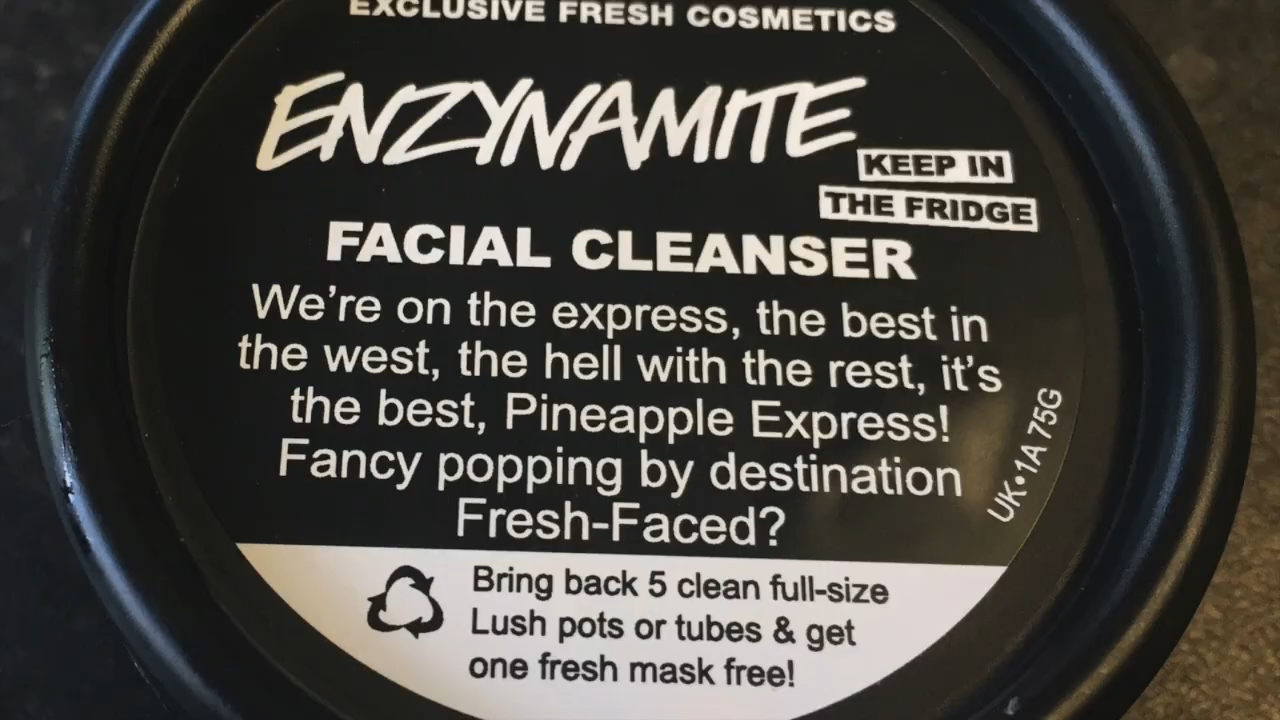 EXCLUSIVE FRESH COSMETICS
ENZYNAMITE
KEEP IN
THE FRIDGE
FACIAL CLEANSER
We're on the express, the best in
the west, the hell with the rest, it's
the best, Pineapple Express!
Fancy popping by destination
Fresh-Faced?
UK•1A 75G
Bring back 5 clean full-size
Lush pots or tubes & get
one fresh mask free!